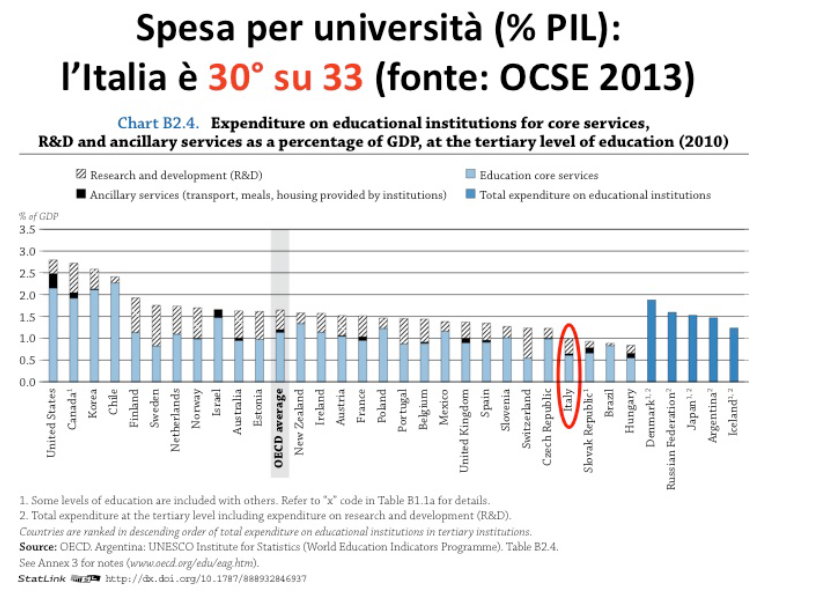 Spesa per università (% PIL):
l'Italia è 30° su 33 (fonte: OCSE 2013)
Chart B2.4. Expenditure on educational institutions for core services,
R&D and ancillary services as a percentage of GDP, at the tertiary level of education (2010)
Research and development (R&D)
Education core services
Ancillary services (transport, meals, housing provided by institutions)
Total expenditure on educational institutions
% of GDP
3.5
3.0
2.5
2.0
1.5
1.0
0.5
0.0
United States
Canada¹
Korea
Chile
Finland
Sweden
Netherlands
Norway
Israel
Australia
Estonia
OECD average
New Zealand
Ireland
Austria
France
Poland
Portugal
Belgium
Mexico
United Kingdom
Spain
Slovenia
Switzerland
Czech Republic
Italy
Slovak Republic¹
Brazil
Hungary
Denmark¹,²
Russian Federation²
Japan¹,²
Argentina²
Iceland¹,²
1. Some levels of education are included with others. Refer to "x" code in Table B1.1a for details.
2. Total expenditure at the tertiary level including expenditure on research and development (R&D).
Countries are ranked in descending order of total expenditure on educational institutions in tertiary institutions.
Source: OECD. Argentina: UNESCO Institute for Statistics (World Education Indicators Programme). Table B2.4.
See Annex 3 for notes (www.oecd.org/edu/eag.htm).
StatLink http://dx.doi.org/10.1787/888932846937